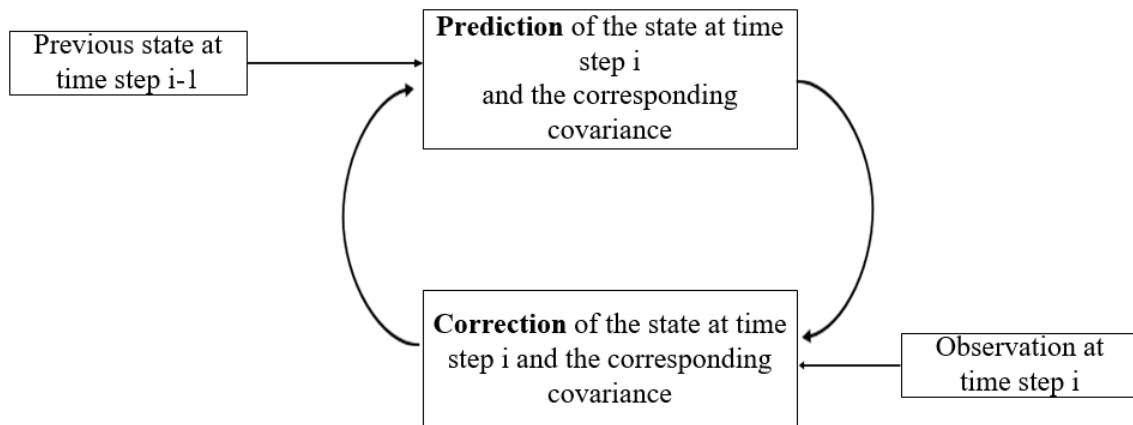 Previous state at
time step i-1
Prediction of the state at time
step i
and the corresponding
covariance
Correction of the state at time
step i and the corresponding
covariance
Observation at
time step i